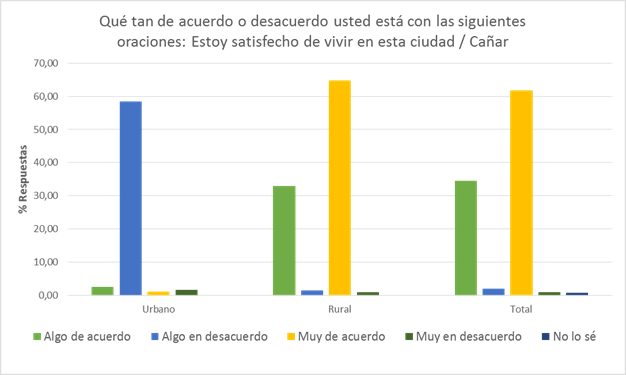 Qué tan de acuerdo o desacuerdo usted está con las siguientes
oraciones: Estoy satisfecho de vivir en esta ciudad / Cañar
70,00
60,00
50,00
40,00
30,00
20,00
10,00
0,00
% Respuestas
Urbano Rural Total
Algo de acuerdo Algo en desacuerdo Muy de acuerdo Muy en desacuerdo No lo sé